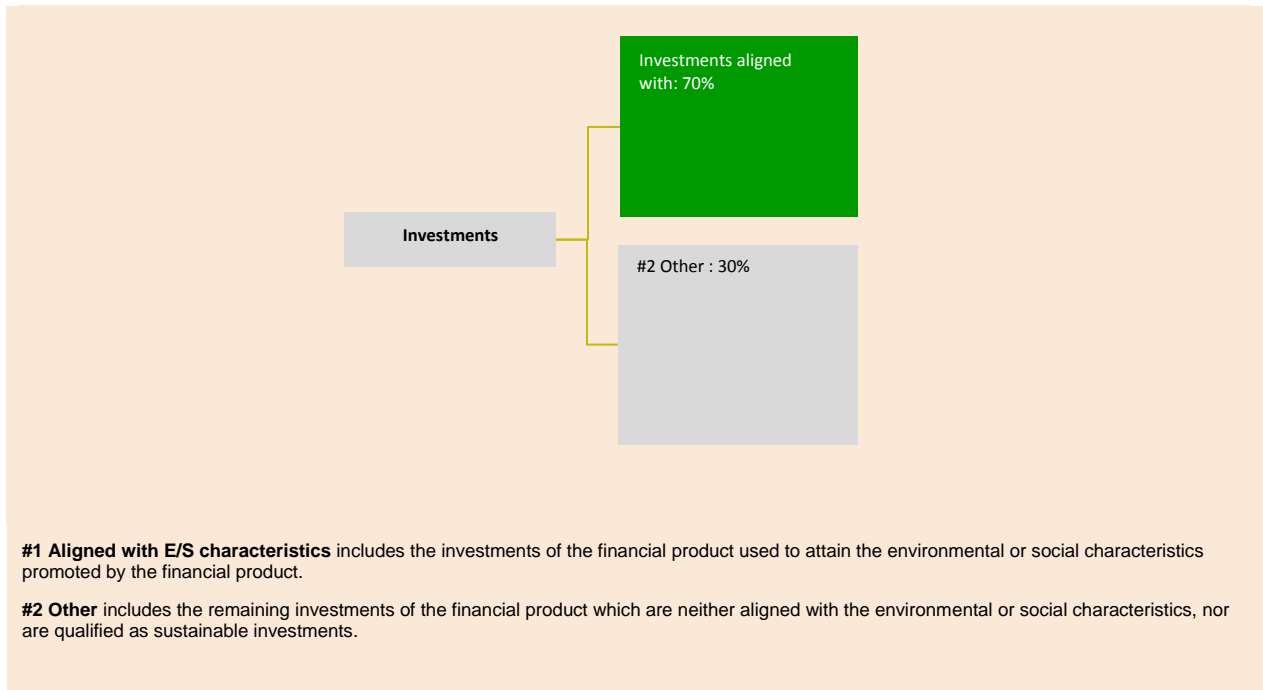 Investments aligned
with: 70%
Investments
#2 Other : 30%
#1 Aligned with E/S characteristics includes the investments of the financial product used to attain the environmental or social characteristics
promoted by the financial product.
#2 Other includes the remaining investments of the financial product which are neither aligned with the environmental or social characteristics, nor
are qualified as sustainable investments.